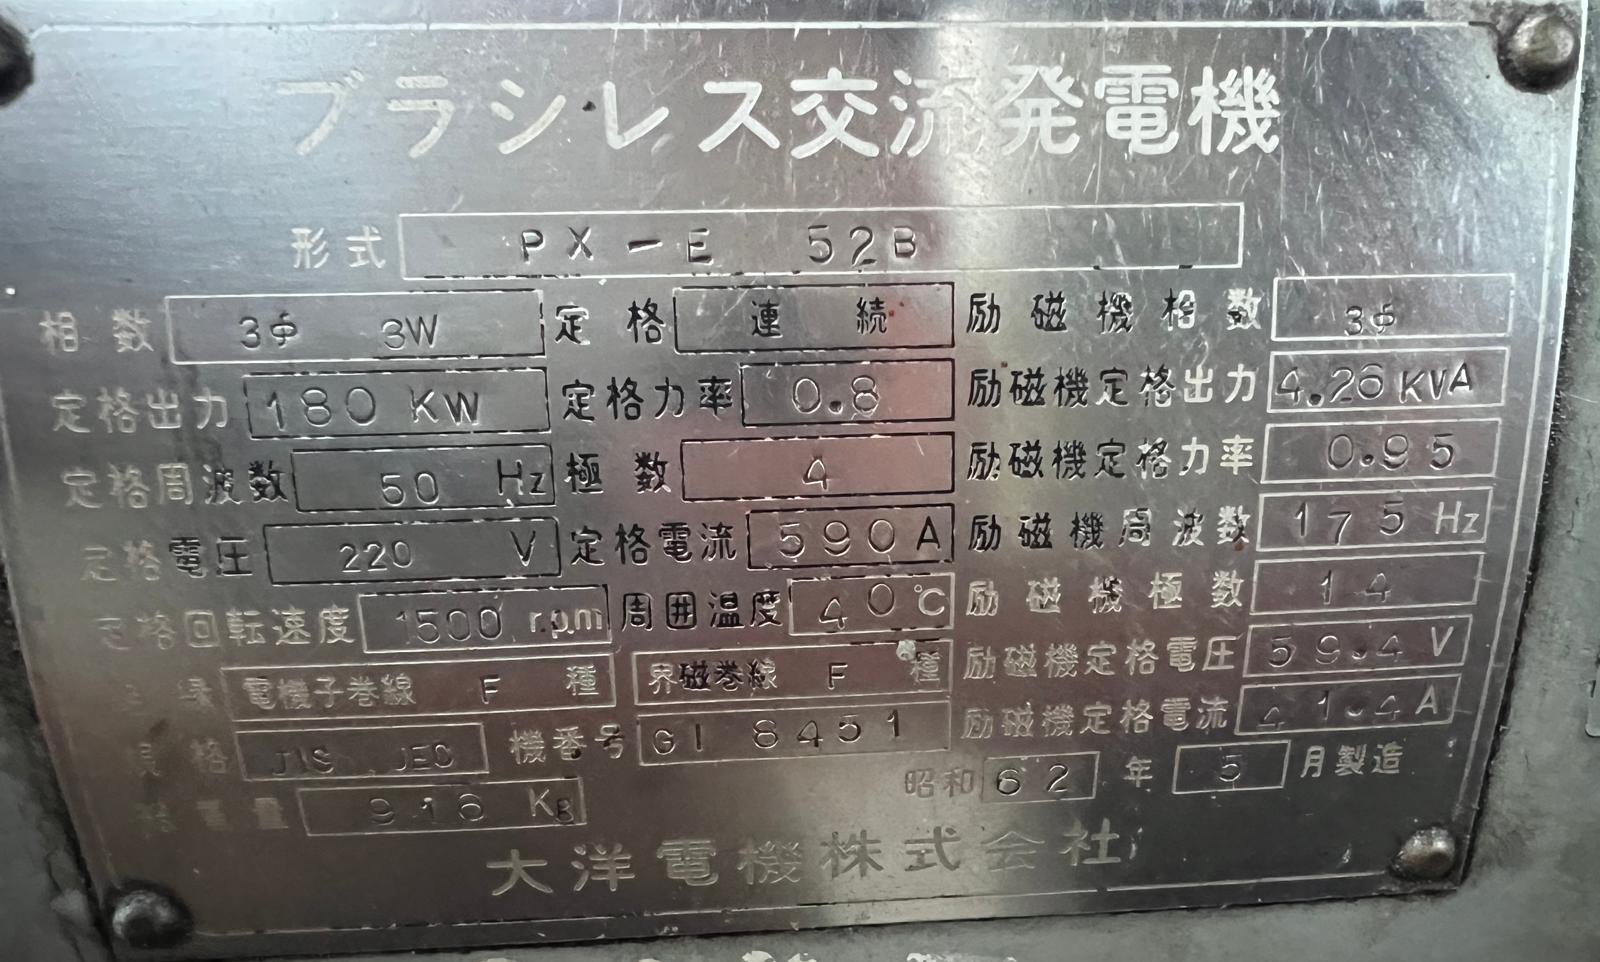 ブラシレス交流発電機
形式 PX-E 52B
相数 3φ 3W 定格 連続 励磁機相数 3φ
定格出力 180 KW 定格力率 0.8 励磁機定格出力 4.26 KVA
定格周波数 50 Hz 極数 4 励磁機定格力率 0.95
定格電圧 220 V 定格電流 590 A 励磁機周波数 175 Hz
定格回転速度 1500 r.p.m 周囲温度 40 ℃ 励磁機極数 14
絶縁 電機子巻線 F 種 界磁巻線 F 種 励磁機定格電圧 59.4 V
規格 JIS JEC 機番号 G1 8451 励磁機定格電流 41.4 A
総重量 916 Kg 昭和 62 年 5 月製造
大洋電機株式会社